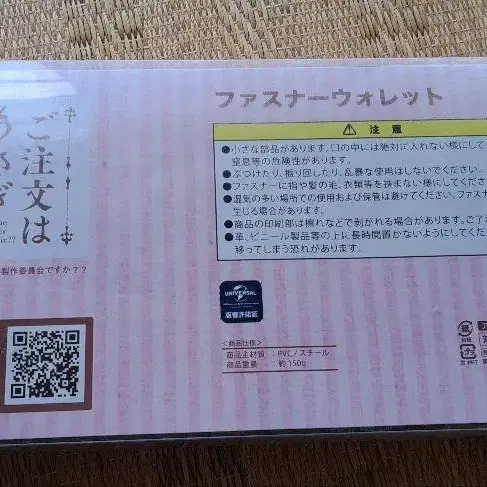 ファスナーウォレット
ご注文は
うさぎ
製作委員会ですか??
⚠ 注意
●小さな部品があります。口の中には絶対に入れない様にして
窒息等の危険性があります。
●ぶつけたり、振り回したり、乱暴な使用はしないでください。
●ファスナーに指や髪の毛、衣類等を挟まない様にしてくださ
●湿気の多い場所での使用および保管は避けてください。ファスナ
生じる場合があります。
●商品の印刷部は擦れなどで剥がれる場合があります。ご了
●革、ビニール製品等の上に長時間置かないようにしてくだ
移ってしまう恐れがあります。
UNIVERSAL
版権許諾証
<商品仕様>
商品主材質：PVC/スチール
商品重量：約150g
紙
プラ